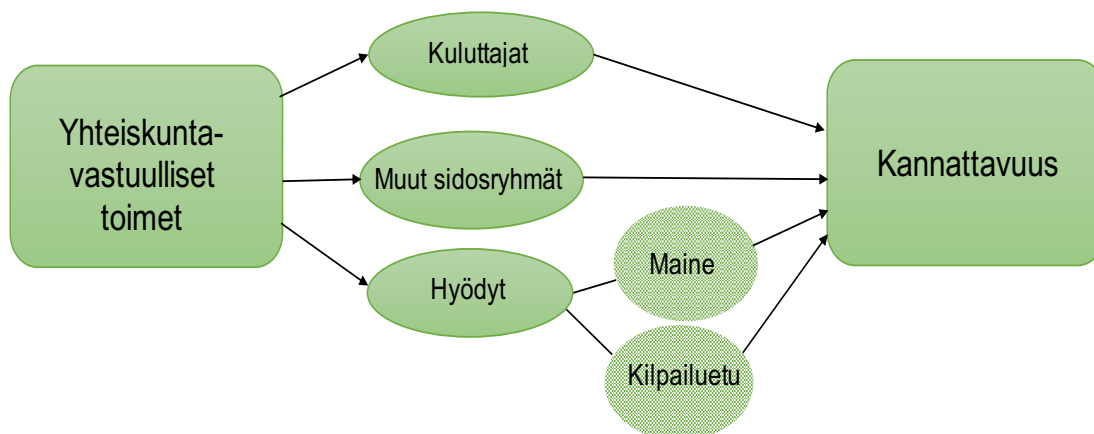 Yhteiskunta-
vastuulliset
toimet
Kuluttajat
Muut sidosryhmät
Hyödyt
Maine
Kilpailuetu
Kannattavuus